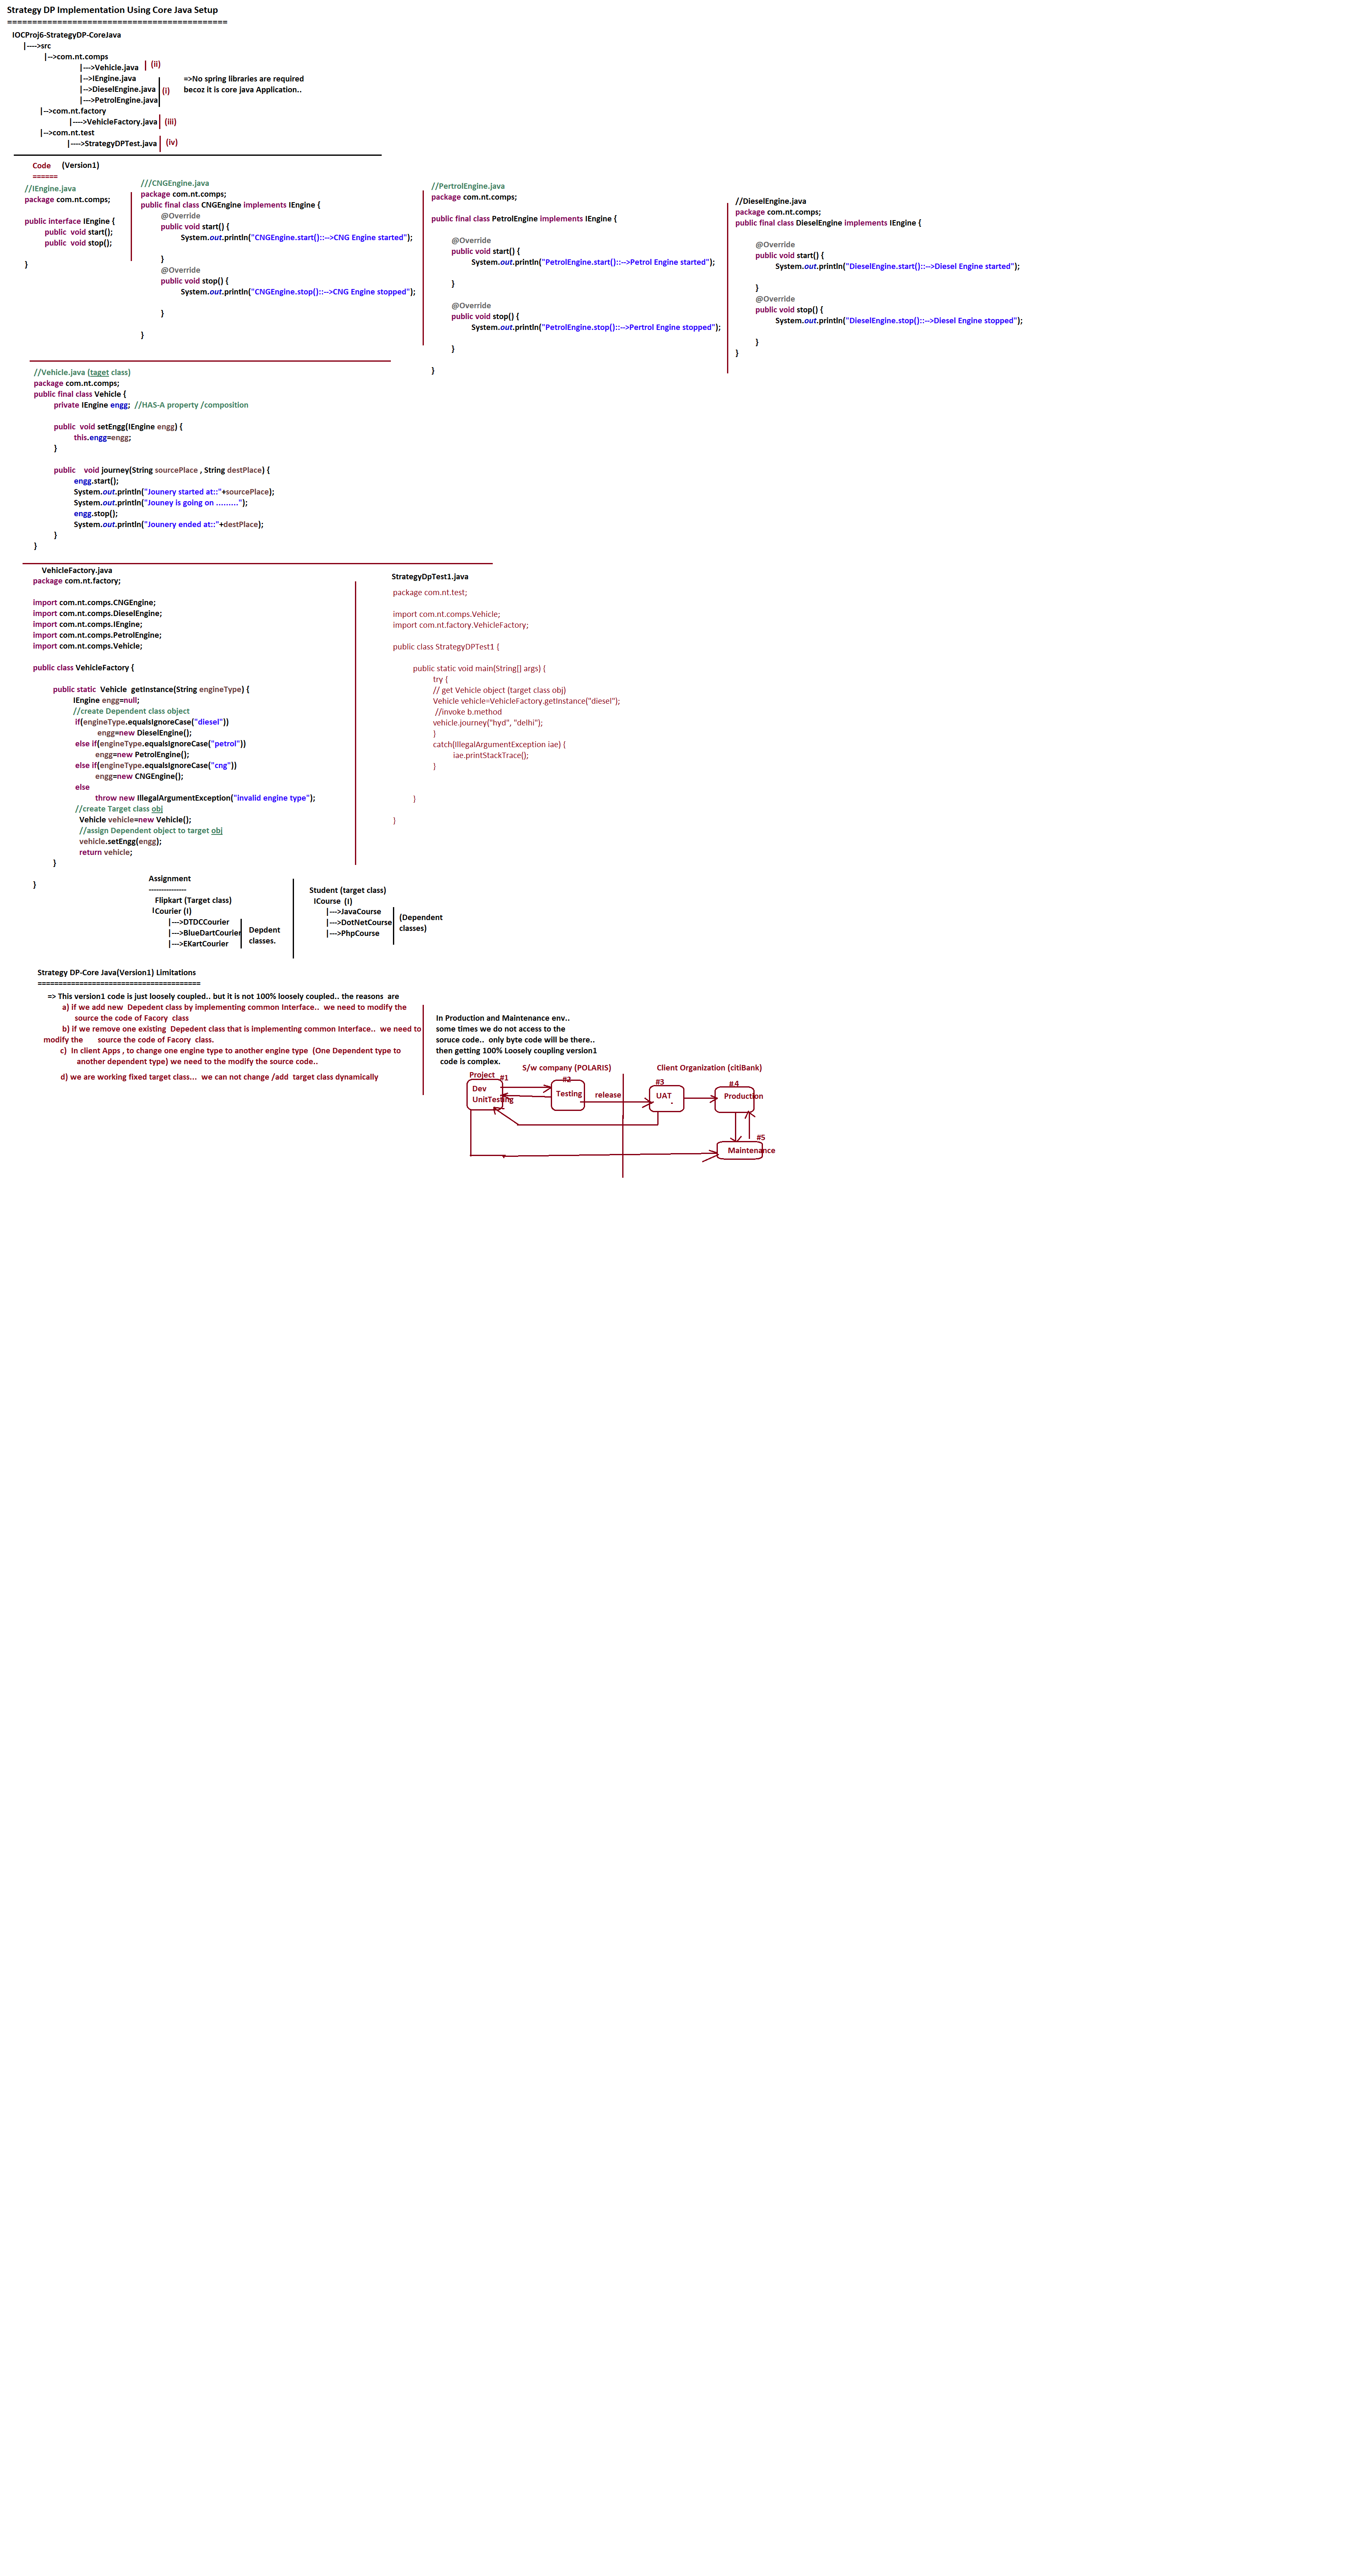 Strategy DP Implementation Using Core Java Setup
============================================
IOCProj6-StrategyDP-CoreJava
|---->src
|-->com.nt.comps
|--->Vehicle.java | (ii)
|-->IEngine.java
|-->DieselEngine.java
|--->PetrolEngine.java
(i)
=>No spring libraries are required
becoz it is core java Application..
|-->com.nt.factory
|---->VehicleFactory.java | (iii)
|-->com.nt.test
|---->StrategyDPTest.java | (iv)
Code (Version1)
======
//IEngine.java
package com.nt.comps;
public interface IEngine {
public void start();
public void stop();
}
///CNGEngine.java
package com.nt.comps;
public final class CNGEngine implements IEngine {
@Override
public void start() {
System.out.println("CNGEngine.start()::-->CNG Engine started");
}
@Override
public void stop() {
System.out.println("CNGEngine.stop()::-->CNG Engine stopped");
}
}
//PertrolEngine.java
package com.nt.comps;
public final class PetrolEngine implements IEngine {
@Override
public void start() {
System.out.println("PetrolEngine.start()::-->Petrol Engine started");
}
@Override
public void stop() {
System.out.println("PetrolEngine.stop()::-->Pertrol Engine stopped");
}
}
//DieselEngine.java
package com.nt.comps;
public final class DieselEngine implements IEngine {
@Override
public void start() {
System.out.println("DieselEngine.start()::-->Diesel Engine started");
}
@Override
public void stop() {
System.out.println("DieselEngine.stop()::-->Diesel Engine stopped");
}
}
//Vehicle.java (taget class)
package com.nt.comps;
public final class Vehicle {
private IEngine engg; //HAS-A property /composition
public void setEngg(IEngine engg) {
this.engg=engg;
}
public void journey(String sourcePlace , String destPlace) {
engg.start();
System.out.println("Jounery started at::"+sourcePlace);
System.out.println("Jouney is going on .........");
engg.stop();
System.out.println("Jounery ended at::"+destPlace);
}
}
VehicleFactory.java
package com.nt.factory;
import com.nt.comps.CNGEngine;
import com.nt.comps.DieselEngine;
import com.nt.comps.IEngine;
import com.nt.comps.PetrolEngine;
import com.nt.comps.Vehicle;
public class VehicleFactory {
public static Vehicle getInstance(String engineType) {
IEngine engg=null;
//create Dependent class object
if(engineType.equalsIgnoreCase("diesel"))
engg=new DieselEngine();
else if(engineType.equalsIgnoreCase("petrol"))
engg=new PetrolEngine();
else if(engineType.equalsIgnoreCase("cng"))
engg=new CNGEngine();
else
throw new IllegalArgumentException("invalid engine type");
//create Target class obj
Vehicle vehicle=new Vehicle();
//assign Dependent object to target obj
vehicle.setEngg(engg);
return vehicle;
}
}
StrategyDpTest1.java
package com.nt.test;
import com.nt.comps.Vehicle;
import com.nt.factory.VehicleFactory;
public class StrategyDPTest1 {
public static void main(String[] args) {
try {
// get Vehicle object (target class obj)
Vehicle vehicle=VehicleFactory.getInstance("diesel");
//invoke b.method
vehicle.journey("hyd", "delhi");
}
catch(IllegalArgumentException iae) {
iae.printStackTrace();
}
}
}
Assignment
---------------
Flipkart (Target class)
ICourier (I)
|--->DTDCCourier
|--->BlueDartCourier
|--->EKartCourier
Depdent
classes.
Student (target class)
ICourse (I)
|--->JavaCourse
|--->DotNetCourse
|--->PhpCourse
(Dependent
classes)
Strategy DP-Core Java(Version1) Limitations
=======================================
=> This version1 code is just loosely coupled.. but it is not 100% loosely coupled.. the reasons are
a) if we add new Depedent class by implementing common Interface.. we need to modify the
source the code of Facory class
b) if we remove one existing Depedent class that is implementing common Interface.. we need to
modify the source the code of Facory class.
c) In client Apps , to change one engine type to another engine type (One Dependent type to
another dependent type) we need to the modify the source code..
d) we are working fixed target class... we can not change /add target class dynamically
In Production and Maintenance env..
some times we do not access to the
soruce code.. only byte code will be there..
then getting 100% Loosely coupling version1
code is complex.
S/w company (POLARIS)
Client Organization (citiBank)
Project
#1
Dev
UnitTesting
#2
Testing
release
#3
UAT
#4
Production
#5
Maintenance